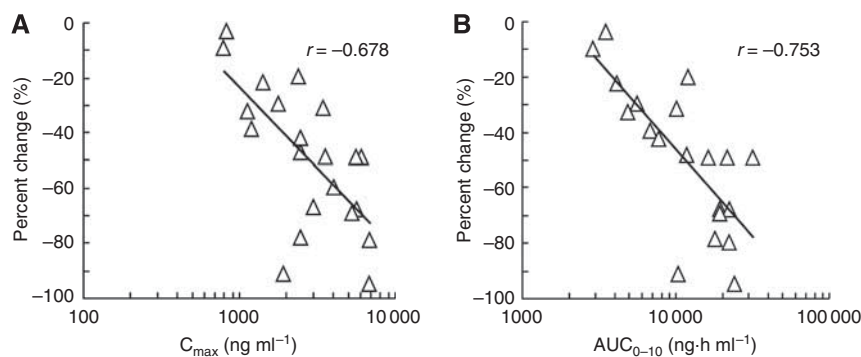 A
r = –0.678
Percent change (%)
0
–20
–40
–60
–80
–100
100
1000
10 000
Cmax (ng ml–1)
B
r = –0.753
Percent change (%)
0
–20
–40
–60
–80
–100
1000
10 000
100 000
AUC0–10 (ng·h ml–1)